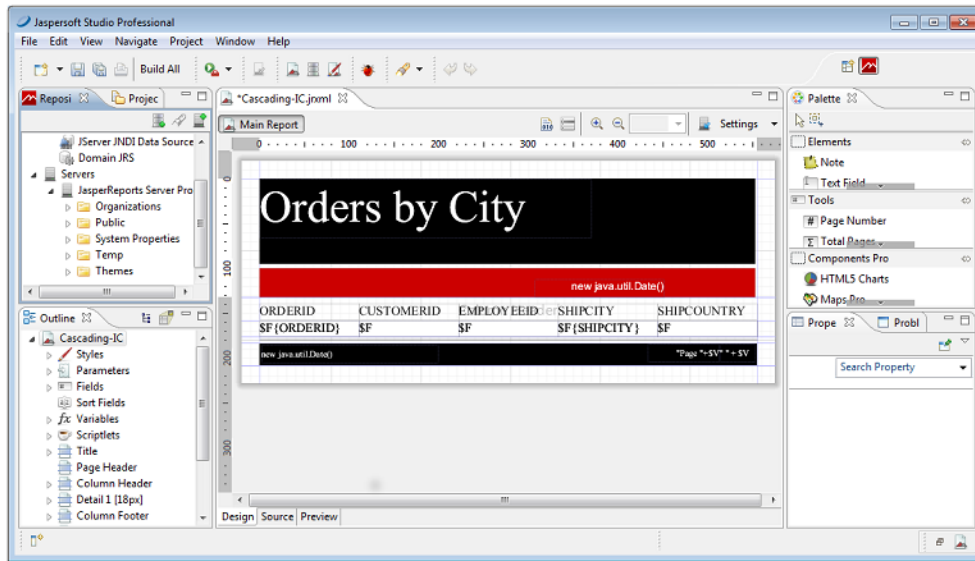 Jaspersoft Studio Professional
File Edit View Navigate Project Window Help
Build All
Reposi Projec
*Cascading-IC.jrxml
Palette
Main Report
Settings
JServer JNDI Data Source
Domain JRS
Servers
JasperReports Server Pro
Organizations
Public
System Properties
Temp
Themes
0 100 200 300 400 500
0
100
200
300
Orders by City
new java.util.Date()
ORDERID CUSTOMERID EMPLOYEEID SHIPCITY SHIPCOUNTRY
$F{ORDERID} $F $F $F{SHIPCITY} $F
new java.util.Date() "Page "+$V" " + $V
Elements
Note
Text Field
Tools
Page Number
Total Pages
Components Pro
HTML5 Charts
Maps Pro
Outline
Cascading-IC
Styles
Parameters
Fields
Sort Fields
Variables
Scriptlets
Title
Page Header
Column Header
Detail 1 [18px]
Column Footer
Prope Probl
Search Property
Design Source Preview